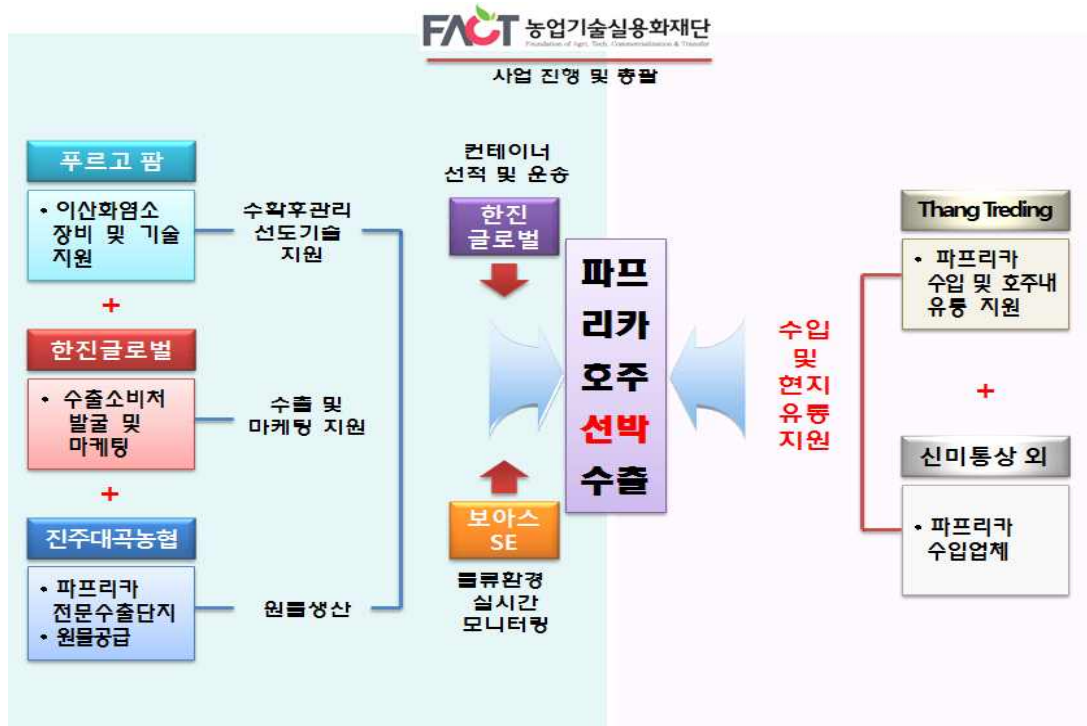 FACT 농업기술실용화재단
Foundation of Agri. Tech. Commercialization & Transfer
사업 진행 및 총괄
푸르고 팜
• 이산화염소
장비 및 기술
지원
수확후관리
선도기술
지원
+
한진글로벌
• 수출소비처
발굴 및
마케팅
수출 및
마케팅 지원
+
진주대곡농협
• 파프리카
전문수출단지
• 원물공급
원물생산
컨테이너
선적 및 운송
한진
글로벌
보아스
SE
물류환경
실시간
모니터링
파프
리카
호주
선박
수출
수입
및
현지
유통
지원
Thang Treding
• 파프리카
수입 및 호주내
유통 지원
+
신미통상 외
• 파프리카
수입업체